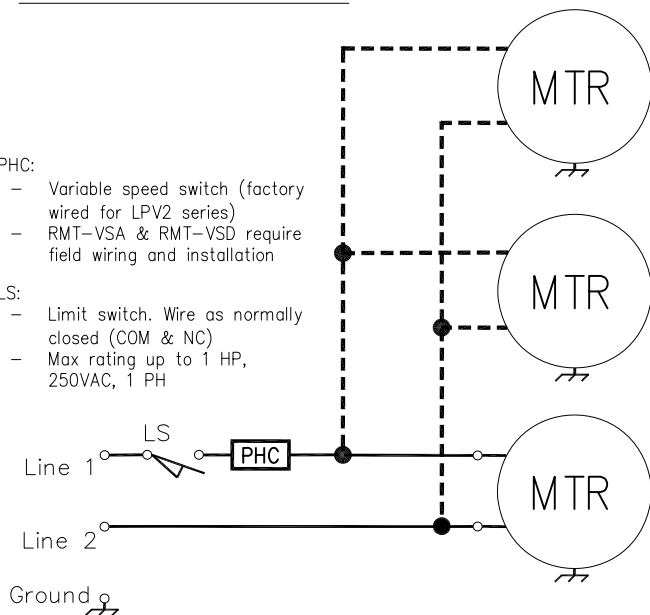 MTR
PHC:
– Variable speed switch (factory
wired for LPV2 series)
– RMT-VSA & RMT-VSD require
field wiring and installation
MTR
LS:
– Limit switch. Wire as normally
closed (COM & NC)
– Max rating up to 1 HP,
250VAC, 1 PH
LS
Line 1
PHC
MTR
Line 2
Ground